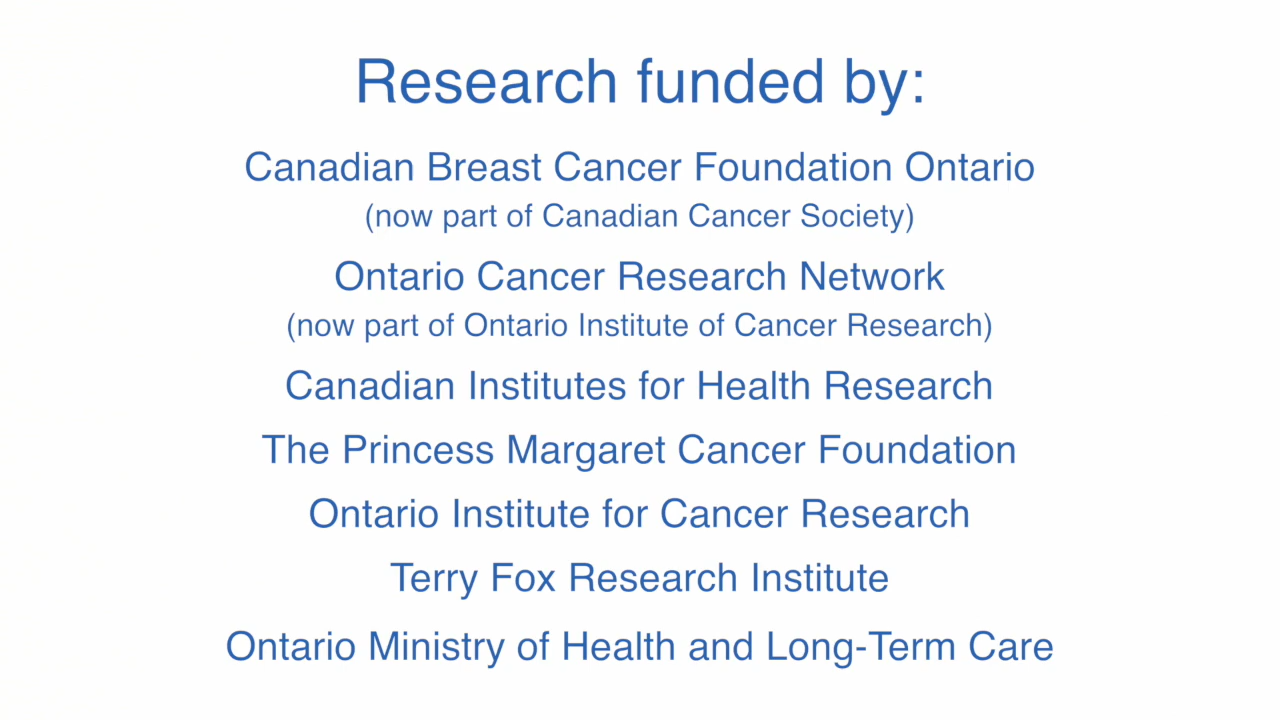 Research funded by:
Canadian Breast Cancer Foundation Ontario
(now part of Canadian Cancer Society)
Ontario Cancer Research Network
(now part of Ontario Institute of Cancer Research)
Canadian Institutes for Health Research
The Princess Margaret Cancer Foundation
Ontario Institute for Cancer Research
Terry Fox Research Institute
Ontario Ministry of Health and Long-Term Care